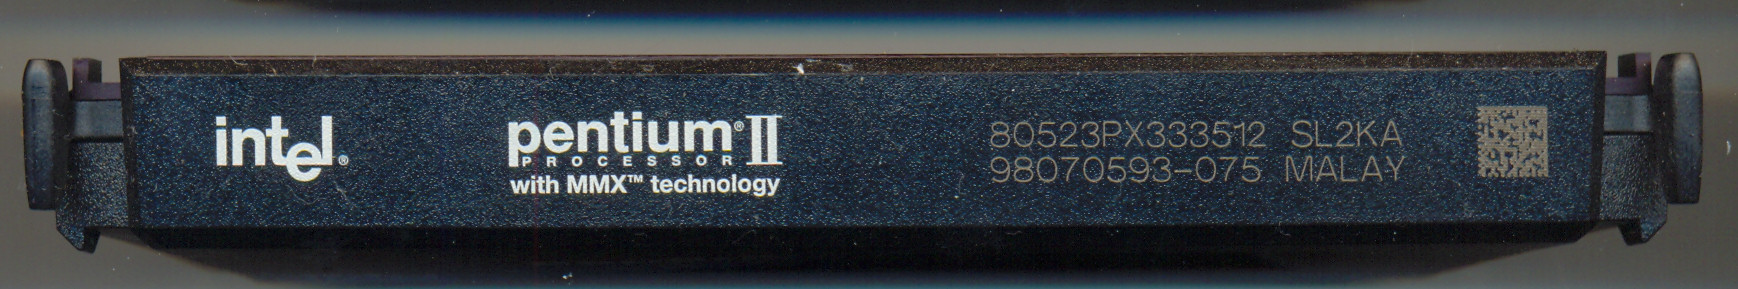 intel®
pentium® II
PROCESSOR
with MMX™ technology
80523PX333512 SL2KA
98070593-075 MALAY